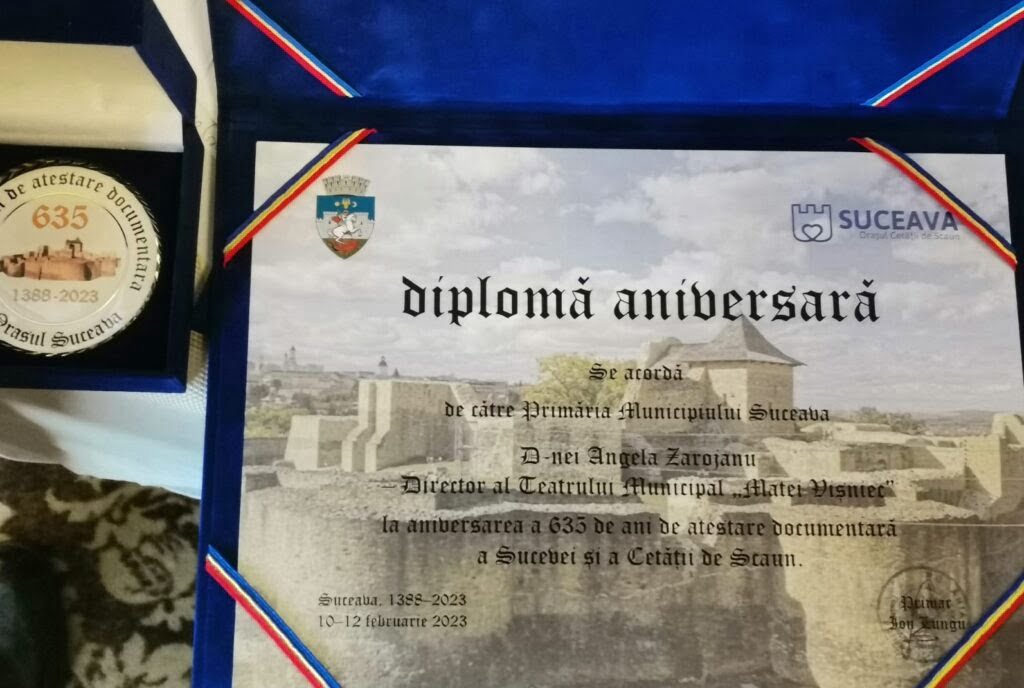 de atestare documentară
635
1388-2023
Orașul Suceava
SUCEAVA
Orașul Cetății de Scaun
diplomă aniversară
Se acordă
de către Primăria Municipiului Suceava
D-nei Angela Zarojanu
– Director al Teatrului Municipal „Matei Vișniec”
la aniversarea a 635 de ani de atestare documentară
a Sucevei și a Cetății de Scaun.
Suceava, 1388–2023
10–12 februarie 2023
Primar
Ion Lungu